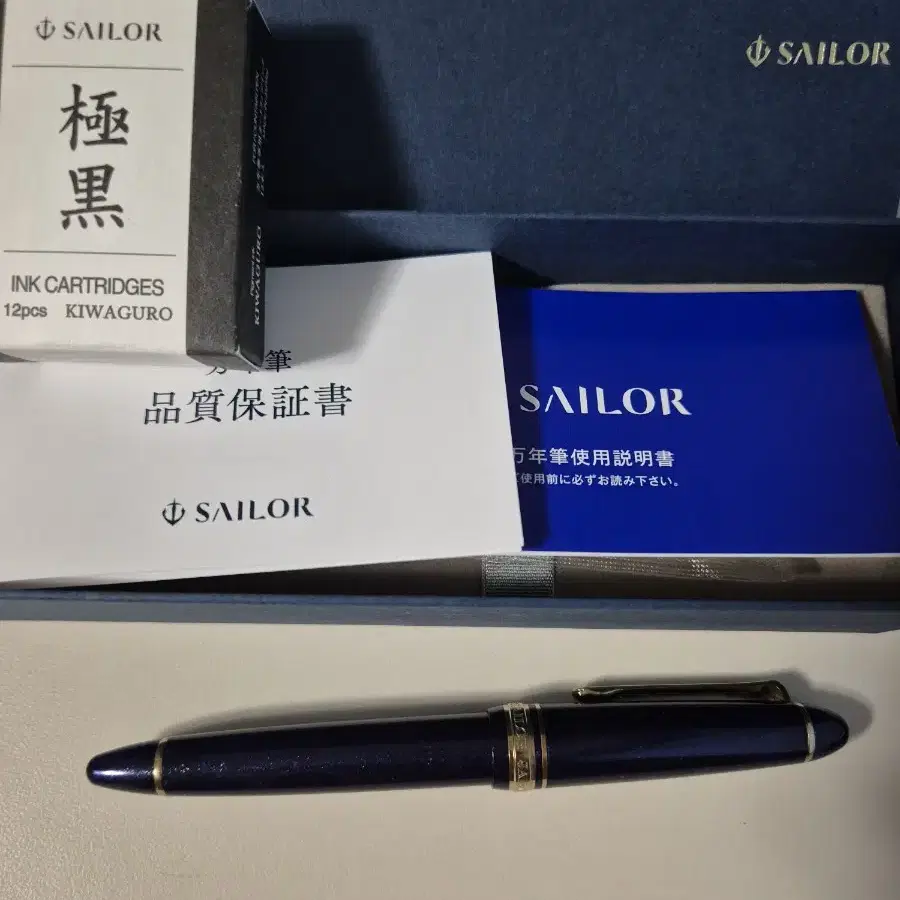 SAILOR
極
黒
INK CARTRIDGES
12pcs KIWAGURO
KIWAGURO
SAILOR
品質保証書
SAILOR
SAILOR
万年筆使用説明書
使用前に必ずお読み下さい。